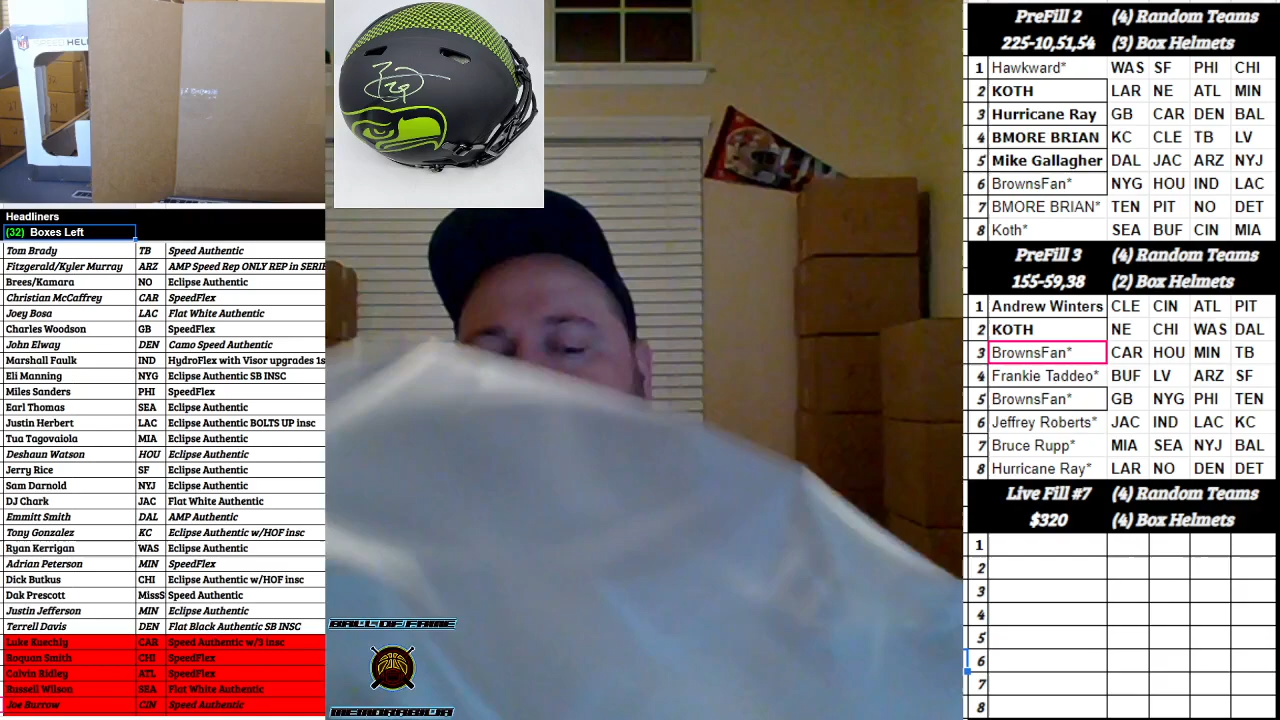 SPEED HEL
29
Headliners
(32) Boxes Left
Tom Brady TB Speed Authentic
Fitzgerald/Kyler Murray ARZ AMP Speed Rep ONLY REP in SERIE
Brees/Kamara NO Eclipse Authentic
Christian McCaffrey CAR SpeedFlex
Joey Bosa LAC Flat White Authentic
Charles Woodson GB SpeedFlex
John Elway DEN Camo Speed Authentic
Marshall Faulk IND HydroFlex with Visor upgrades 1s
Eli Manning NYG Eclipse Authentic SB INSC
Miles Sanders PHI SpeedFlex
Earl Thomas SEA Eclipse Authentic
Justin Herbert LAC Eclipse Authentic BOLTS UP insc
Tua Tagovaiola MIA Eclipse Authentic
Deshaun Watson HOU Eclipse Authentic
Jerry Rice SF Eclipse Authentic
Sam Darnold NYJ Eclipse Authentic
DJ Chark JAC Flat White Authentic
Emmitt Smith DAL AMP Authentic
Tony Gonzalez KC Eclipse Authentic w/HOF insc
Ryan Kerrigan WAS Eclipse Authentic
Adrian Peterson MIN SpeedFlex
Dick Butkus CHI Eclipse Authentic w/HOF insc
Dak Prescott MissS Speed Authentic
Justin Jefferson MIN Eclipse Authentic
Terrell Davis DEN Flat Black Authentic SB INSC
Luke Kuechly CAR Speed Authentic w/3 insc
Roquan Smith CHI SpeedFlex
Calvin Ridley ATL SpeedFlex
Russell Wilson SEA Flat White Authentic
Joe Burrow CIN Speed Authentic
BALL OF FAME
MEMORABILIA
PreFill 2 (4) Random Teams
225-10,51,54 (3) Box Helmets
1 Hawkward* WAS SF PHI CHI
2 KOTH LAR NE ATL MIN
3 Hurricane Ray GB CAR DEN BAL
4 BMORE BRIAN KC CLE TB LV
5 Mike Gallagher DAL JAC ARZ NYJ
6 BrownsFan* NYG HOU IND LAC
7 BMORE BRIAN* TEN PIT NO DET
8 Koth* SEA BUF CIN MIA
PreFill 3 (4) Random Teams
155-59,38 (2) Box Helmets
1 Andrew Winters CLE CIN ATL PIT
2 KOTH NE CHI WAS DAL
3 BrownsFan* CAR HOU MIN TB
4 Frankie Taddeo* BUF LV ARZ SF
5 BrownsFan* GB NYG PHI TEN
6 Jeffrey Roberts* JAC IND LAC KC
7 Bruce Rupp* MIA SEA NYJ BAL
8 Hurricane Ray* LAR NO DEN DET
Live Fill #7 (4) Random Teams
$320 (4) Box Helmets
1
2
3
4
5
6
7
8